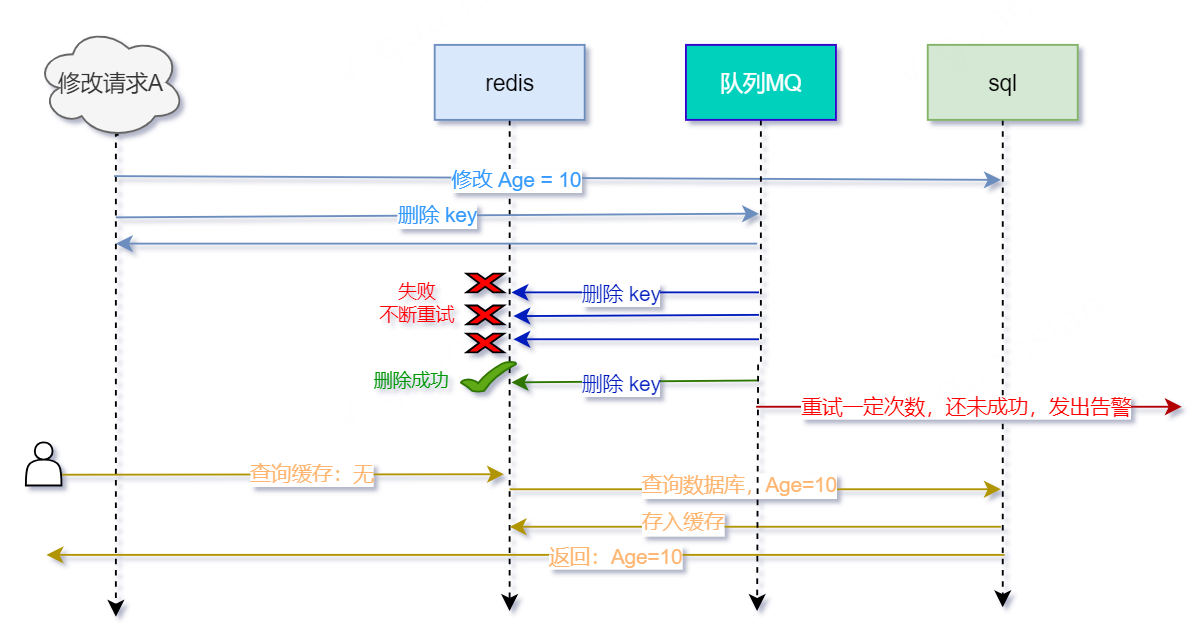 修改请求A
redis
队列MQ
sql
修改 Age = 10
删除 key
失败
不断重试
删除 key
删除成功
删除 key
重试一定次数，还未成功，发出告警
查询缓存：无
查询数据库，Age=10
存入缓存
返回：Age=10